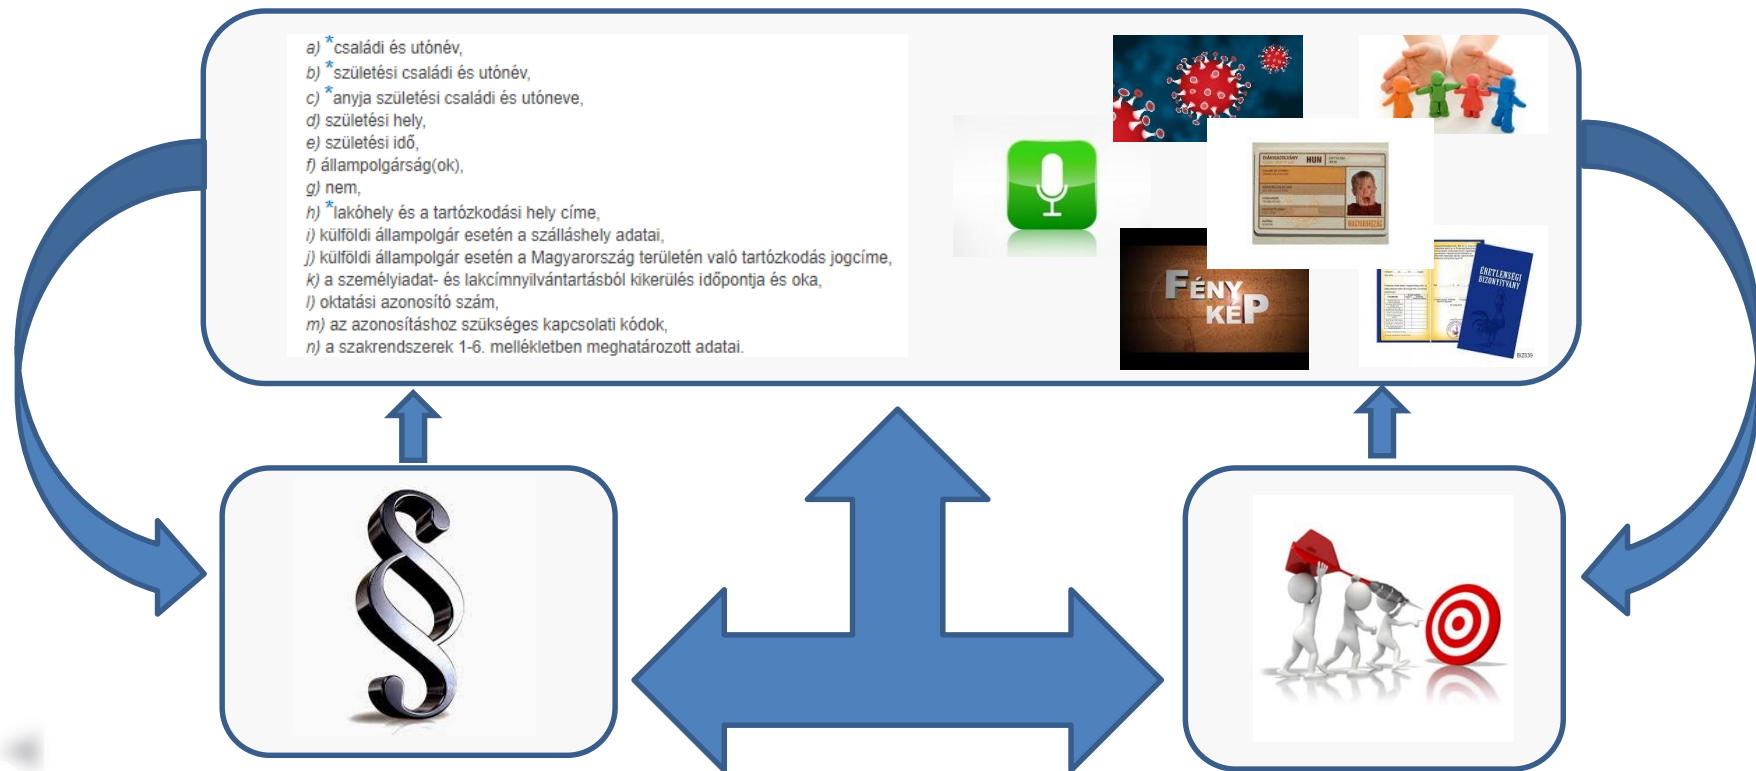 a) *családi és utónév,
b) *születési családi és utónév,
c) *anyja születési családi és utóneve,
d) születési hely,
e) születési idő,
f) állampolgárság(ok),
g) nem,
h) *lakóhely és a tartózkodási hely címe,
i) külföldi állampolgár esetén a szálláshely adatai,
j) külföldi állampolgár esetén a Magyarország területén való tartózkodás jogcíme,
k) a személyiadat- és lakcímnyilvántartásból kikerülés időpontja és oka,
l) oktatási azonosító szám,
m) az azonosításhoz szükséges kapcsolati kódok,
n) a szakrendszerek 1-6. mellékletben meghatározott adatai.
DIÁKIGAZOLVÁNY HUN
MAGYARORSZÁG
FÉNY
KÉP
ÉRETTSÉGI
BIZONYÍTVÁNY